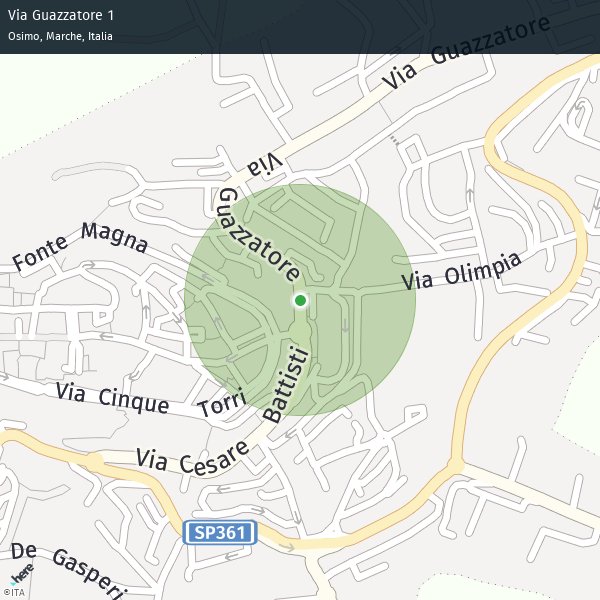 Via Guazzatore 1
Osimo, Marche, Italia
Via Guazzatore
Via
Guazzatore
Fonte Magna
Via Olimpia
Via Cinque Torri
Battisti
Via Cesare
SP361
De Gasperi
here
©ITA